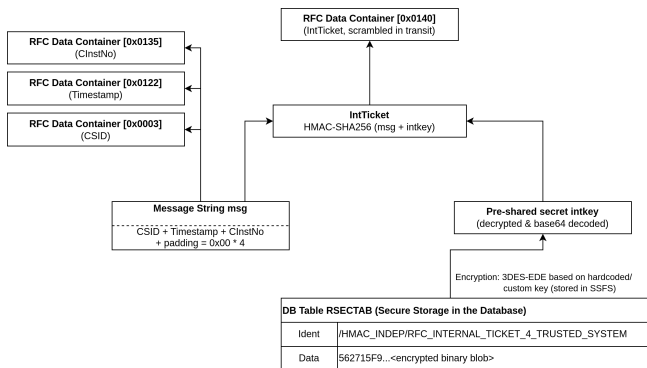 RFC Data Container [0x0140]
(IntTicket, scrambled in transit)
RFC Data Container [0x0135]
(CInstNo)
RFC Data Container [0x0122]
(Timestamp)
RFC Data Container [0x0003]
(CSID)
IntTicket
HMAC-SHA256 (msg + intkey)
Message String msg
CSID + Timestamp + CInstNo
+ padding = 0x00 * 4
Pre-shared secret intkey
(decrypted & base64 decoded)
Encryption: 3DES-EDE based on hardcoded/
custom key (stored in SSFS)
DB Table RSECTAB (Secure Storage in the Database)
Ident /HMAC_INDEP/RFC_INTERNAL_TICKET_4_TRUSTED_SYSTEM
Data 562715F9...<encrypted binary blob>